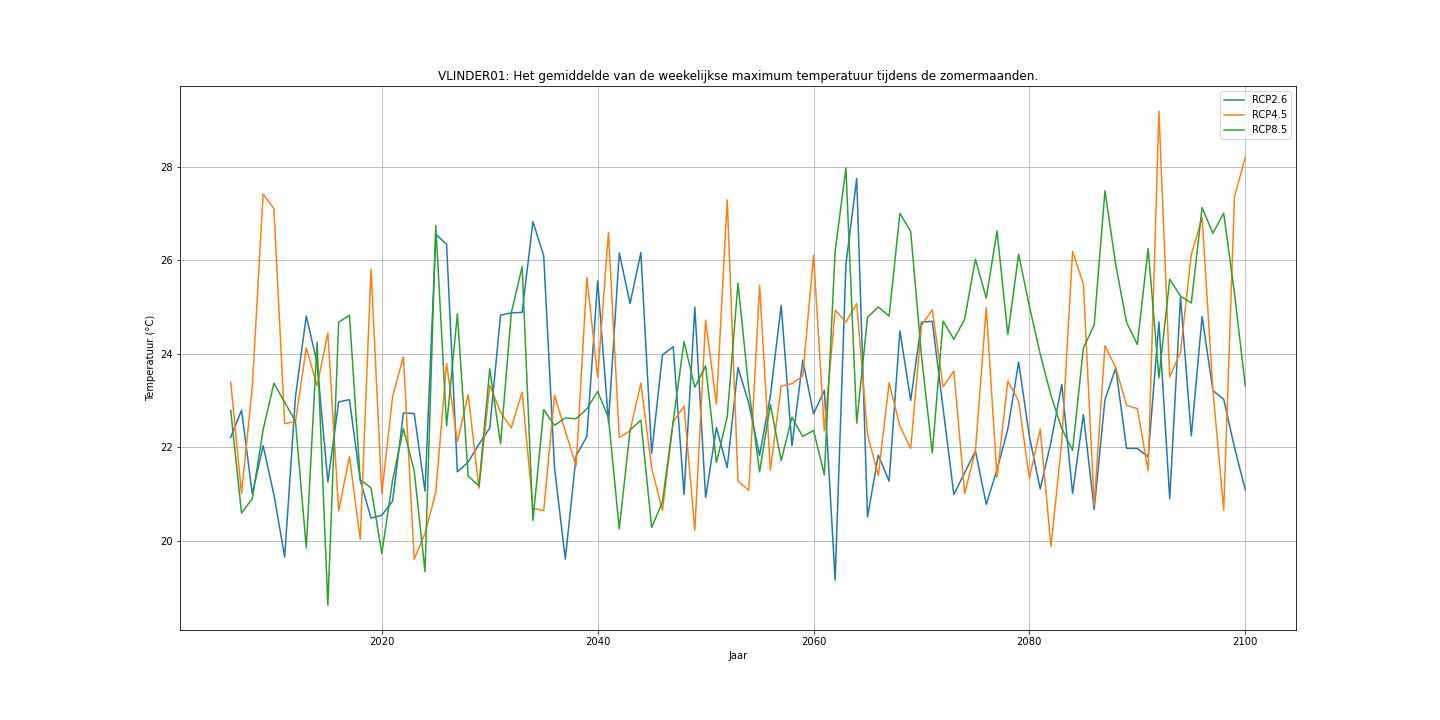 VLINDER01: Het gemiddelde van de weekelijkse maximum temperatuur tijdens de zomermaanden.
RCP2.6
RCP4.5
RCP8.5
28
26
24
22
20
Temperatuur (°C)
2020 2040 2060 2080 2100
Jaar